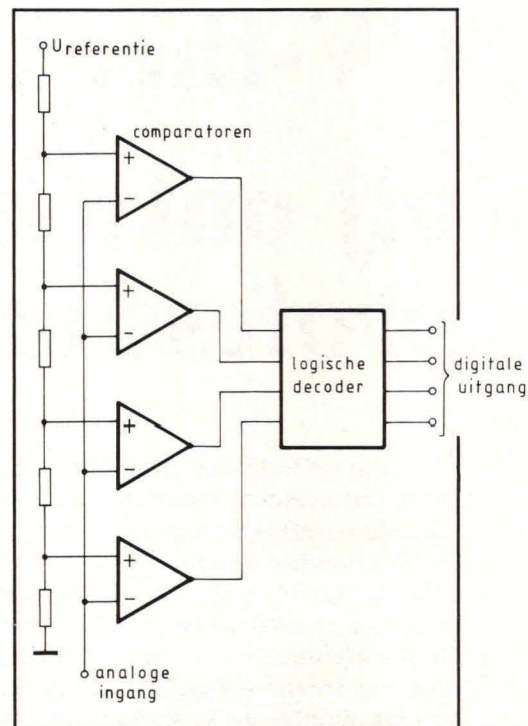 Ureferentie
comparatoren
+
−
+
−
logische
decoder
digitale
uitgang
+
−
+
−
analoge
ingang